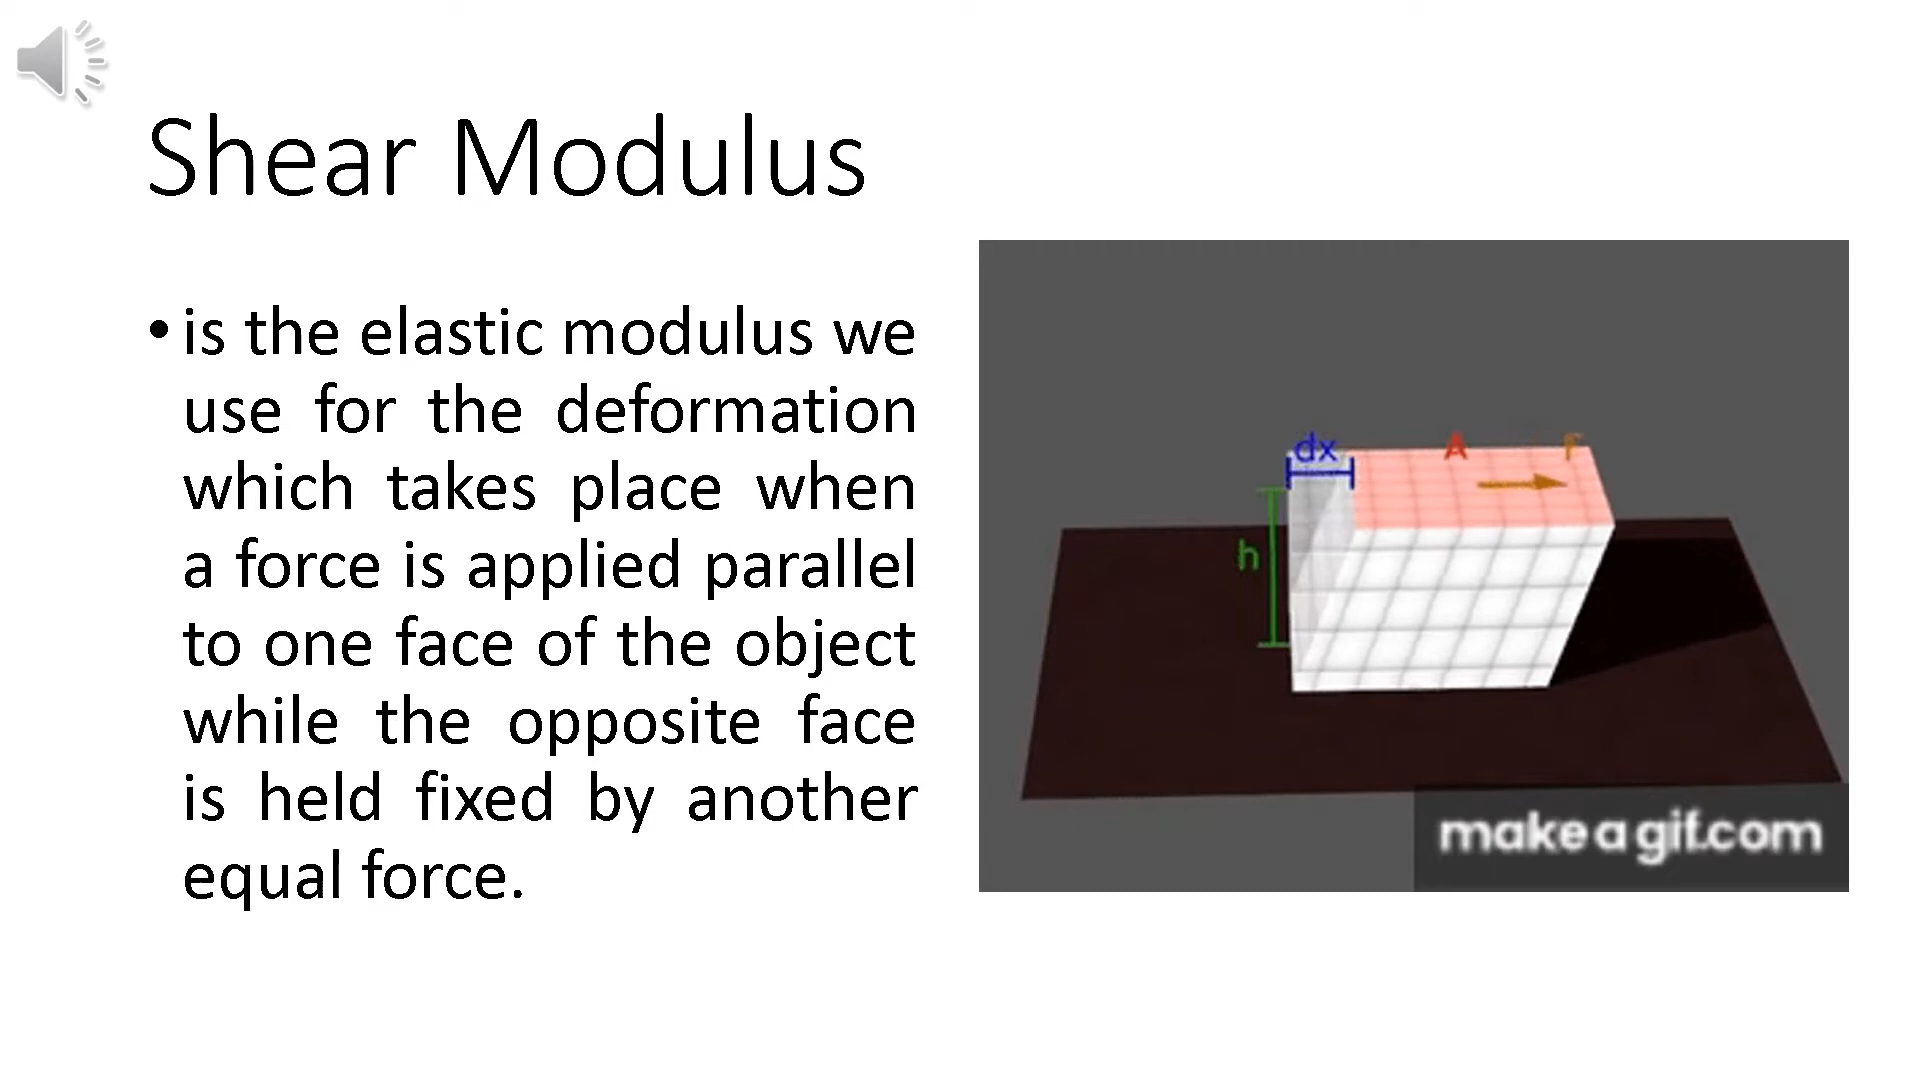 Shear Modulus
• is the elastic modulus we
use for the deformation
which takes place when
a force is applied parallel
to one face of the object
while the opposite face
is held fixed by another
equal force.
dx
A
F
h
makeagif.com